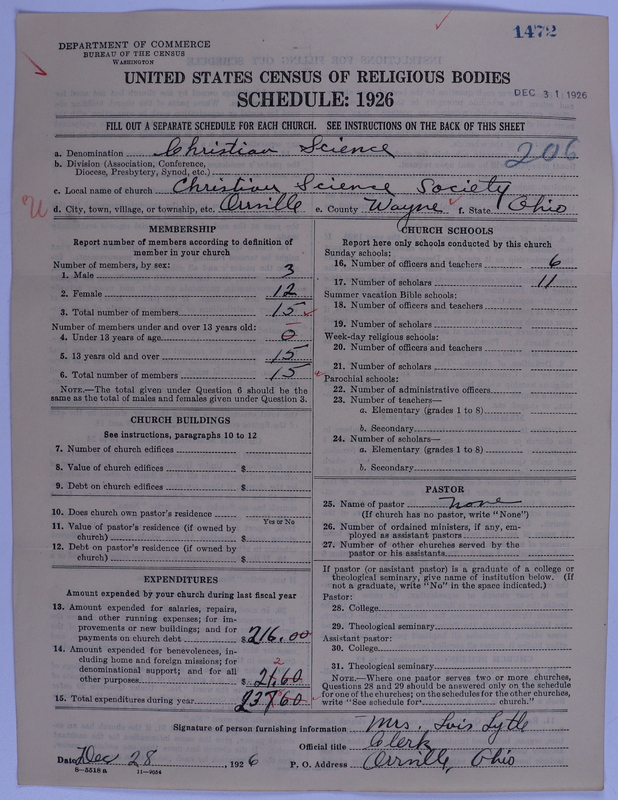 1472
DEPARTMENT OF COMMERCE
BUREAU OF THE CENSUS
WASHINGTON
UNITED STATES CENSUS OF RELIGIOUS BODIES
SCHEDULE: 1926
DEC 31 1926
FILL OUT A SEPARATE SCHEDULE FOR EACH CHURCH. SEE INSTRUCTIONS ON THE BACK OF THIS SHEET
a. Denomination Christian Science
206
b. Division (Association, Conference, Diocese, Presbytery, Synod, etc.)
c. Local name of church Christian Science Society
d. City, town, village, or township, etc. Orrville e. County Wayne f. State Ohio
MEMBERSHIP
Report number of members according to definition of
member in your church
Number of members, by sex:
1. Male 3
2. Female 12
3. Total number of members 15
Number of members under and over 13 years old:
4. Under 13 years of age 0
5. 13 years old and over 15
6. Total number of members 15
NOTE.—The total given under Question 6 should be the
same as the total of males and females given under Question 3.
CHURCH BUILDINGS
See instructions, paragraphs 10 to 12
7. Number of church edifices
8. Value of church edifices $
9. Debt on church edifices $
10. Does church own pastor's residence
Yes or No
11. Value of pastor's residence (if owned by
church) $
12. Debt on pastor's residence (if owned by
church) $
EXPENDITURES
Amount expended by your church during last fiscal year
13. Amount expended for salaries, repairs,
and other running expenses; for im-
provements or new buildings; and for
payments on church debt $216.00
14. Amount expended for benevolences, in-
cluding home and foreign missions; for
denominational support; and for all
other purposes $21.60
15. Total expenditures during year 237.60
CHURCH SCHOOLS
Report here only schools conducted by this church
Sunday schools:
16. Number of officers and teachers 6
17. Number of scholars 11
Summer vacation Bible schools:
18. Number of officers and teachers
19. Number of scholars
Week-day religious schools:
20. Number of officers and teachers
21. Number of scholars
Parochial schools:
22. Number of administrative officers
23. Number of teachers—
a. Elementary (grades 1 to 8)
b. Secondary
24. Number of scholars—
a. Elementary (grades 1 to 8)
b. Secondary
PASTOR
25. Name of pastor none
(If church has no pastor, write "None")
26. Number of ordained ministers, if any, em-
ployed as assistant pastors
27. Number of other churches served by the
pastor or his assistants
If pastor (or assistant pastor) is a graduate of a college or
theological seminary, give name of institution below. (If
not a graduate, write "No" in the space indicated.)
Pastor:
28. College
29. Theological seminary
Assistant pastor:
30. College
31. Theological seminary
NOTE.—Where one pastor serves two or more churches,
Questions 28 and 29 should be answered only on the schedule
for one of the churches; on the schedules for the other churches,
write "See schedule for church."
Signature of person furnishing information Mrs. Lois Lytle
Official title Clerk
Date Dec 28, 1926 P. O. Address Orrville, Ohio
8—5518 a 11—9054